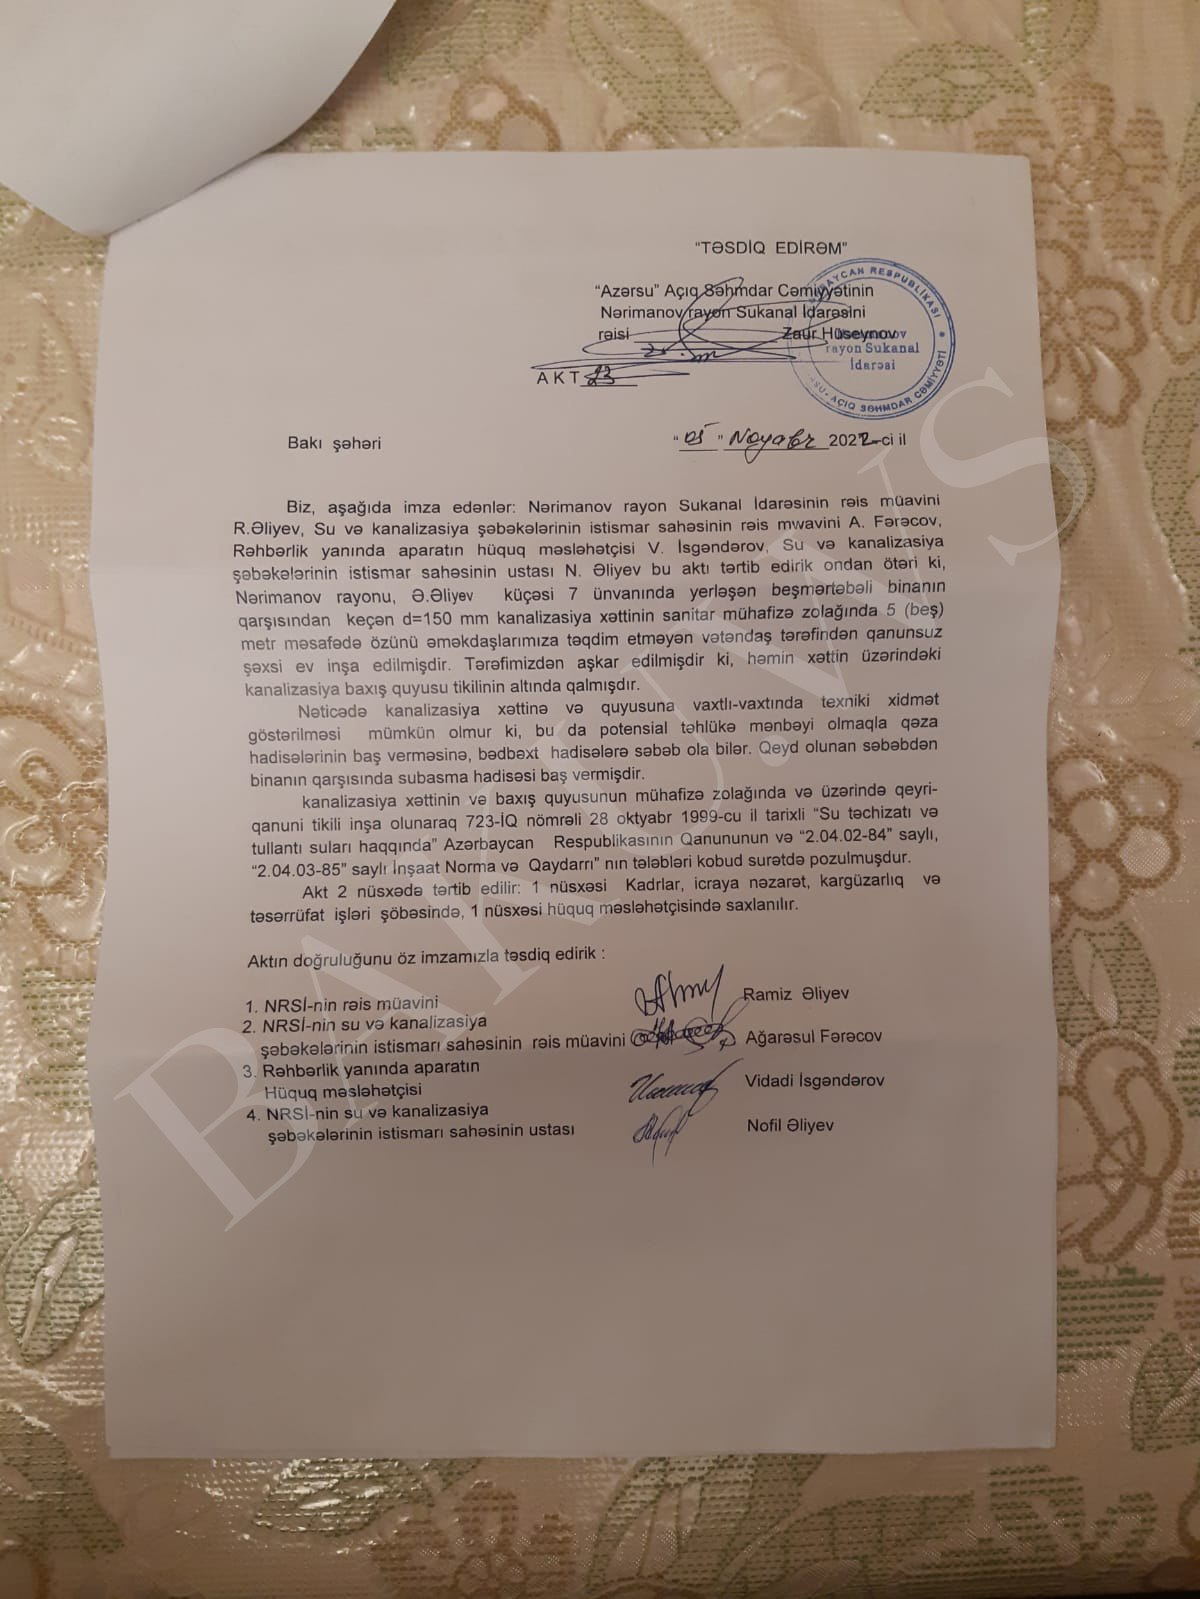 “TƏSDİQ EDİRƏM”
“Azərsu” Açıq Səhmdar Cəmiyyətinin
Nərimanov rayon Sukanal İdarəsini
rəisi Zaur Hüseynov
AZƏRBAYCAN RESPUBLİKASI
rayon Sukanal
İdarəsi
AÇIQ SƏHMDAR CƏMİYYƏTİ
AKT 23
Bakı şəhəri “05” Noyabr 2022-ci il
Biz, aşağıda imza edənlər: Nərimanov rayon Sukanal İdarəsinin rəis müavini
R.Əliyev, Su və kanalizasiya şəbəkələrinin istismar sahəsinin rəis mwavini A. Fərəcov,
Rəhbərlik yanında aparatın hüquq məsləhətçisi V. İsgəndərov, Su və kanalizasiya
şəbəkələrinin istismar sahəsinin ustası N. Əliyev bu aktı tərtib edirik ondan ötəri ki,
Nərimanov rayonu, Ə.Əliyev küçəsi 7 ünvanında yerləşən beşmərtəbəli binanın
qarşısından keçən d=150 mm kanalizasiya xəttinin sanitar mühafizə zolağında 5 (beş)
metr məsafədə özünü əməkdaşlarımıza təqdim etməyən vətəndaş tərəfindən qanunsuz
şəxsi ev inşa edilmişdir. Tərəfimizdən aşkar edilmişdir ki, həmin xəttin üzərindəki
kanalizasiya baxış quyusu tikilinin altında qalmışdır.
Nəticədə kanalizasiya xəttinə və quyusuna vaxtlı-vaxtında texniki xidmət
göstərilməsi mümkün olmur ki, bu da potensial təhlükə mənbəyi olmaqla qəza
hadisələrinin baş verməsinə, bədbəxt hadisələrə səbəb ola bilər. Qeyd olunan səbəbdən
binanın qarşısında subasma hadisəsi baş vermişdir.
kanalizasiya xəttinin və baxış quyusunun mühafizə zolağında və üzərində qeyri-
qanuni tikili inşa olunaraq 723-İQ nömrəli 28 oktyabr 1999-cu il tarixli “Su təchizatı və
tullantı suları haqqında” Azərbaycan Respublikasının Qanununun və “2.04.02-84” saylı,
“2.04.03-85” saylı İnşaat Norma və Qaydarrı” nın tələbləri kobud surətdə pozulmuşdur.
Akt 2 nüsxədə tərtib edilir: 1 nüsxəsi Kadrlar, icraya nəzarət, kargüzarlıq və
təsərrüfat işləri şöbəsində, 1 nüsxəsi hüquq məsləhətçisində saxlanılır.
Aktın doğruluğunu öz imzamızla təsdiq edirik :
1. NRSİ-nin rəis müavini Ramiz Əliyev
2. NRSİ-nin su və kanalizasiya
şəbəkələrinin istismarı sahəsinin rəis müavini Ağarəsul Fərəcov
3. Rəhbərlik yanında aparatın
Hüquq məsləhətçisi Vidadi İsgəndərov
4. NRSİ-nin su və kanalizasiya
şəbəkələrinin istismarı sahəsinin ustası Nofil Əliyev
BAKU.WS